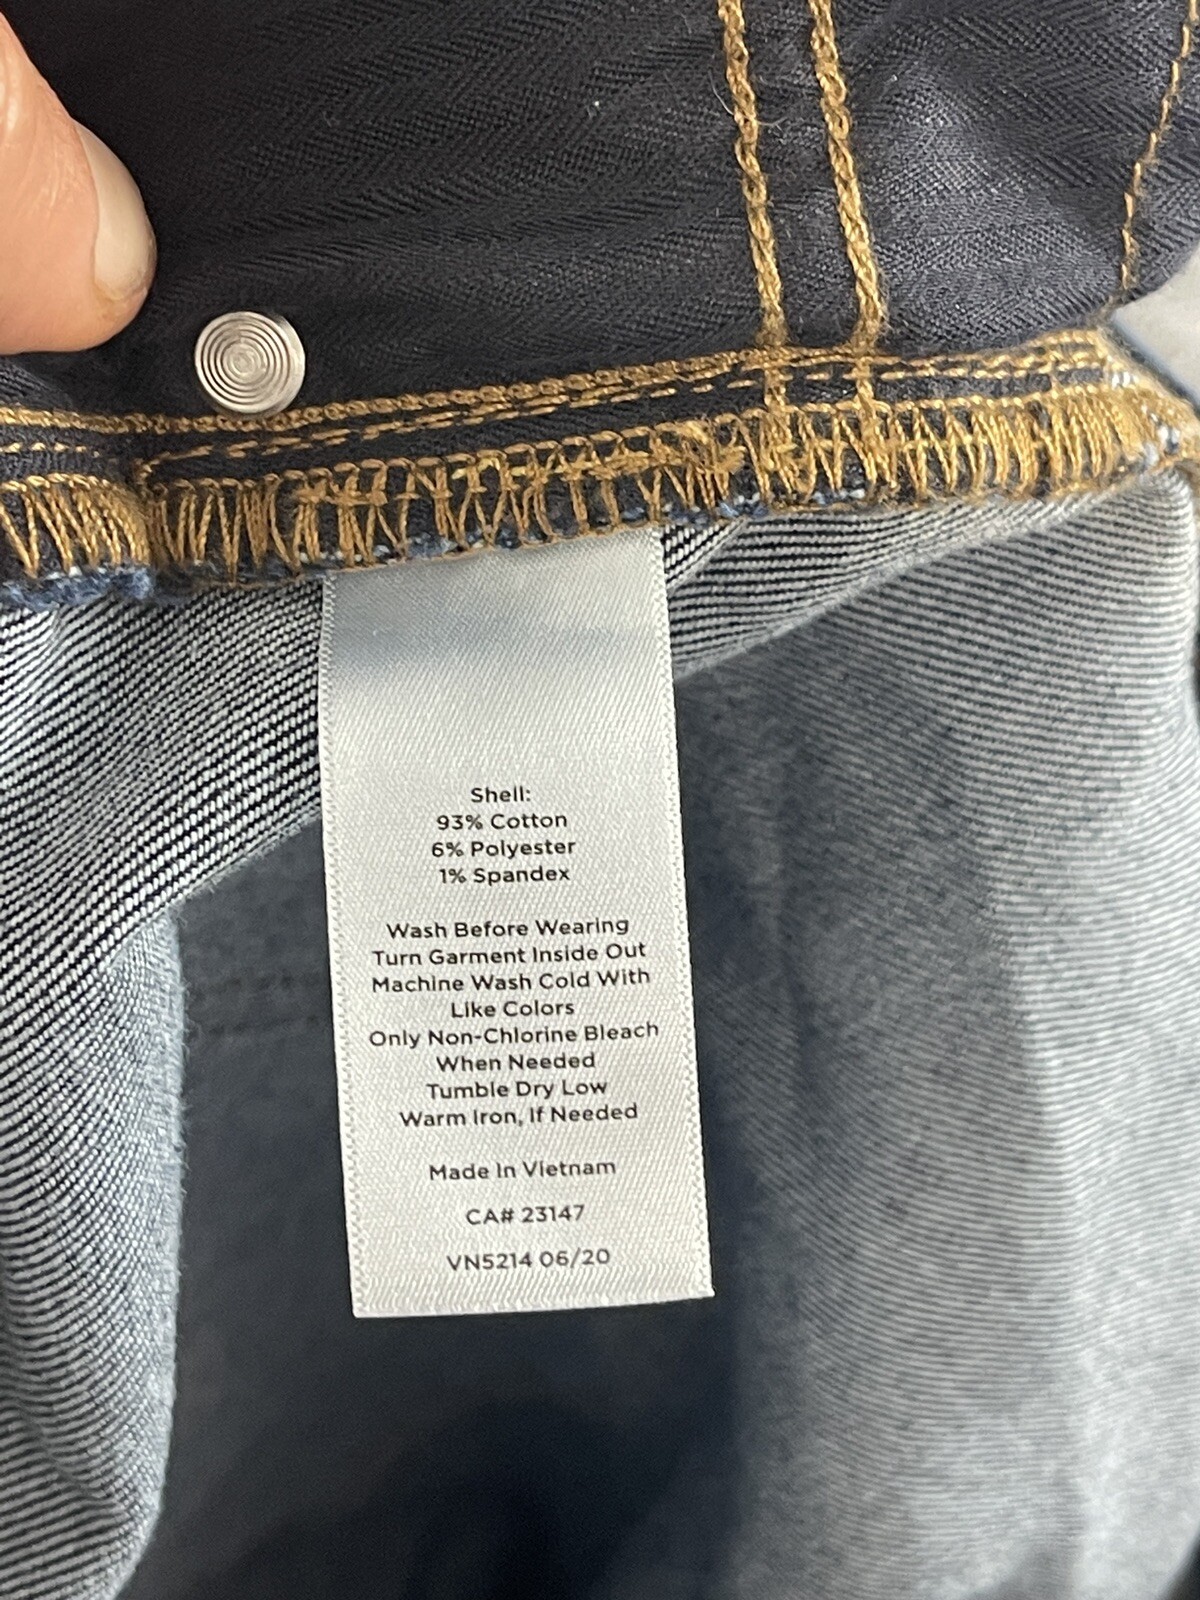 Shell:
93% Cotton
6% Polyester
1% Spandex
Wash Before Wearing
Turn Garment Inside Out
Machine Wash Cold With
Like Colors
Only Non-Chlorine Bleach
When Needed
Tumble Dry Low
Warm Iron, If Needed
Made In Vietnam
CA# 23147
VN5214 06/20